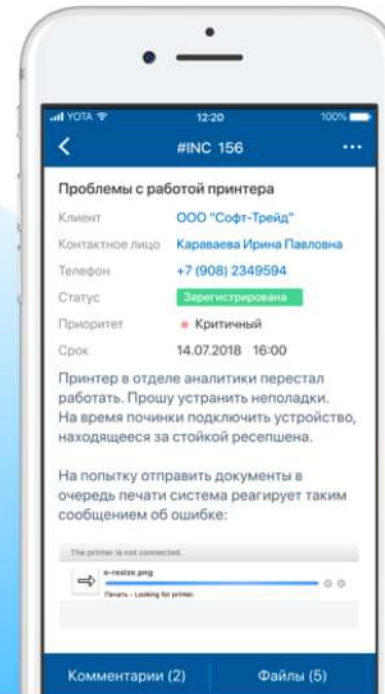 YOTA 12:20 100%
#INC 156 ...
Проблемы с работой принтера
Клиент ООО "Софт-Трейд"
Контактное лицо Караваева Ирина Павловна
Телефон +7 (908) 2349594
Статус Зарегистрирована
Приоритет Критичный
Срок 14.07.2018 16:00
Принтер в отделе аналитики перестал
работать. Прошу устранить неполадки.
На время починки подключить устройство,
находящееся за стойкой ресепшена.
На попытку отправить документы в
очередь печати система реагирует таким
сообщением об ошибке:
The printer is not connected.
e-resize.png
Печать - Looking for printer.
Комментарии (2) Файлы (5)